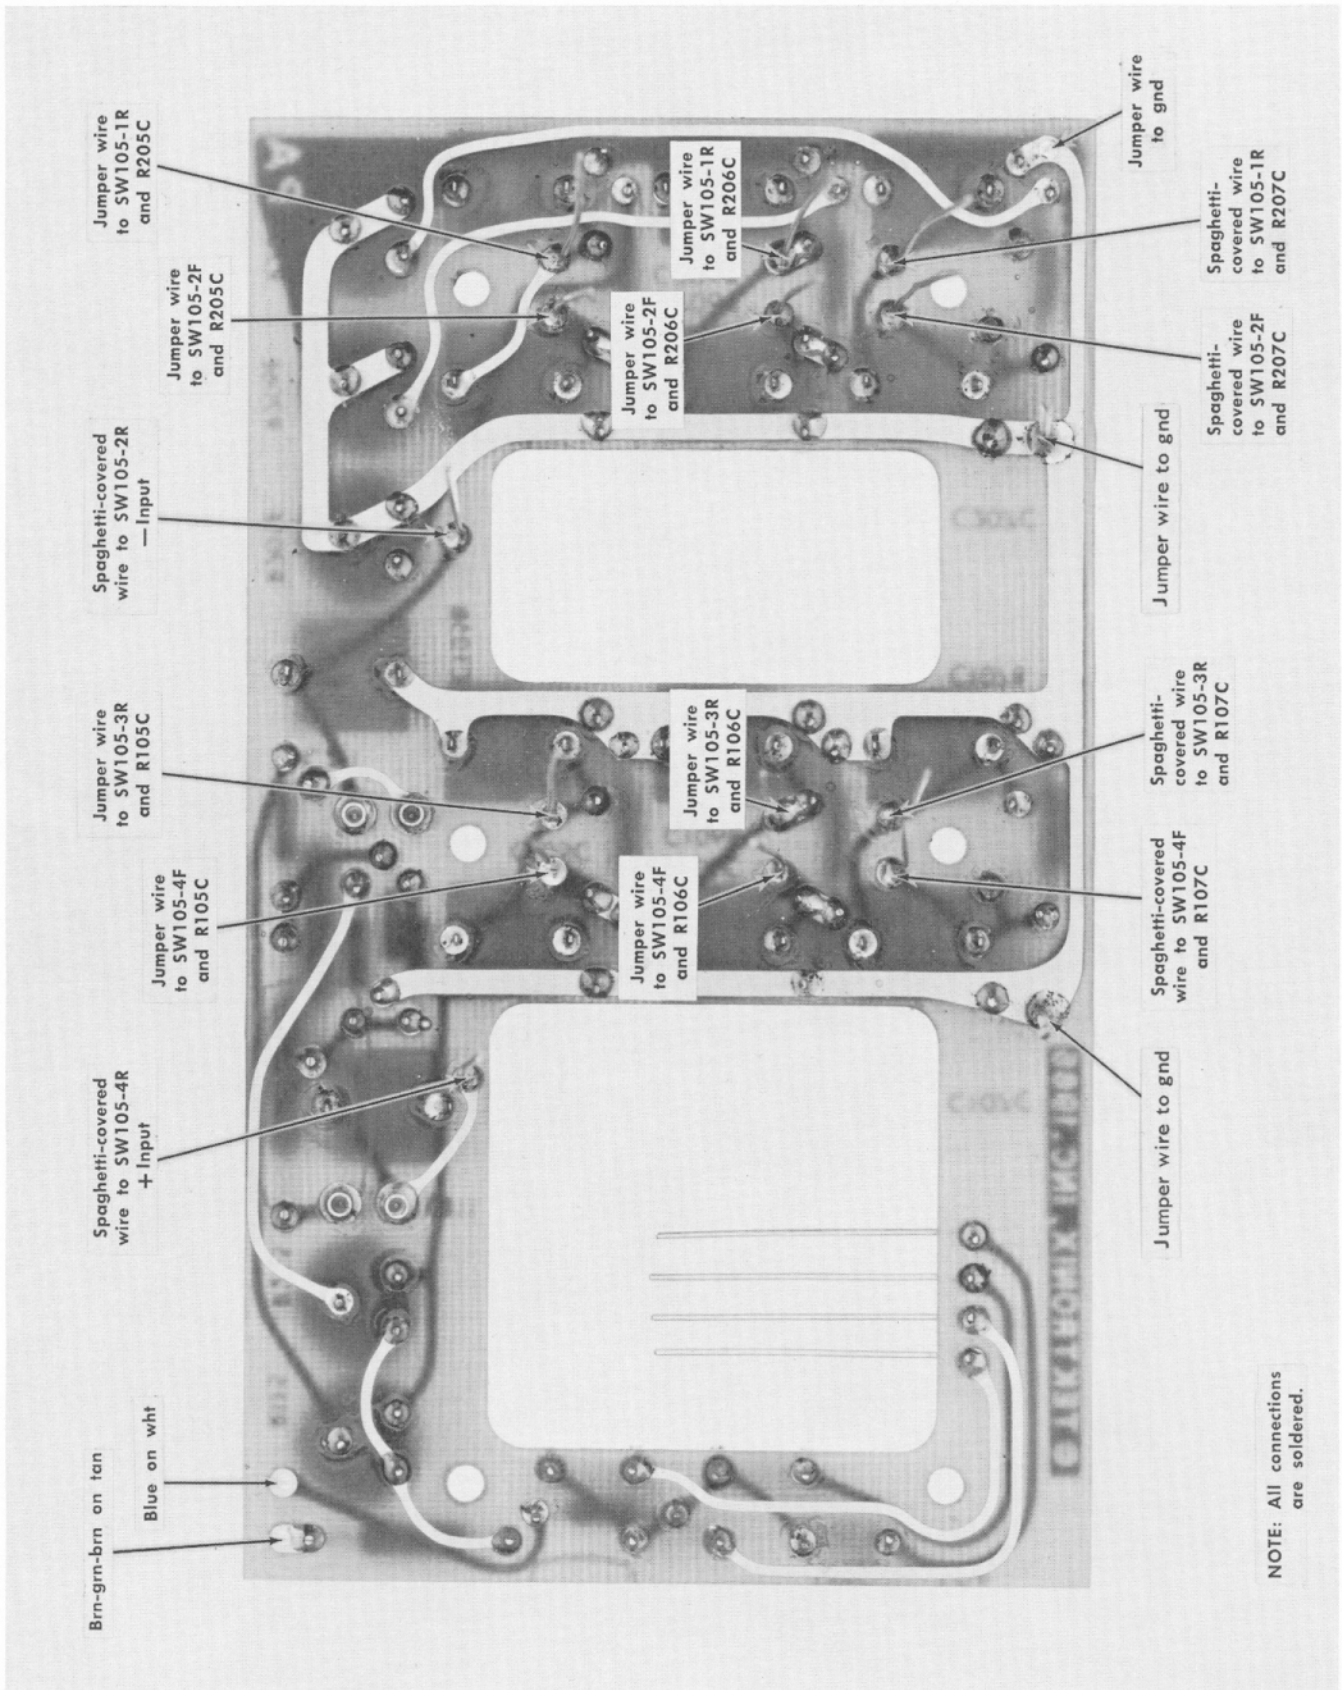 Brn-grn-brn on tan
Blue on wht
Spaghetti-covered
wire to SW105-4R
+Input
Jumper wire
to SW105-4F
and R105C
Jumper wire
to SW105-3R
and R105C
Spaghetti-covered
wire to SW105-2R
—Input
Jumper wire
to SW105-2F
and R205C
Jumper wire
to SW105-1R
and R205C
Jumper wire
to SW105-4F
and R106C
Jumper wire
to SW105-3R
and R106C
Jumper wire
to SW105-2F
and R206C
Jumper wire
to SW105-1R
and R206C
Jumper wire to gnd
Spaghetti-covered
wire to SW105-4F
and R107C
Spaghetti-
covered wire
to SW105-3R
and R107C
Jumper wire to gnd
Spaghetti-
covered wire
to SW105-2F
and R207C
Spaghetti-
covered wire
to SW105-1R
and R207C
Jumper wire
to gnd
NOTE: All connections
are soldered.